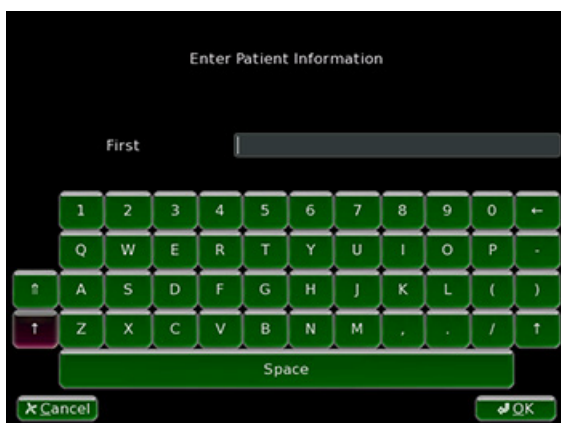 Enter Patient Information
First
1 2 3 4 5 6 7 8 9 0 ←
Q W E R T Y U I O P -
⇑ A S D F G H J K L ( )
↑ Z X C V B N M , . / ↑
Space
Cancel OK